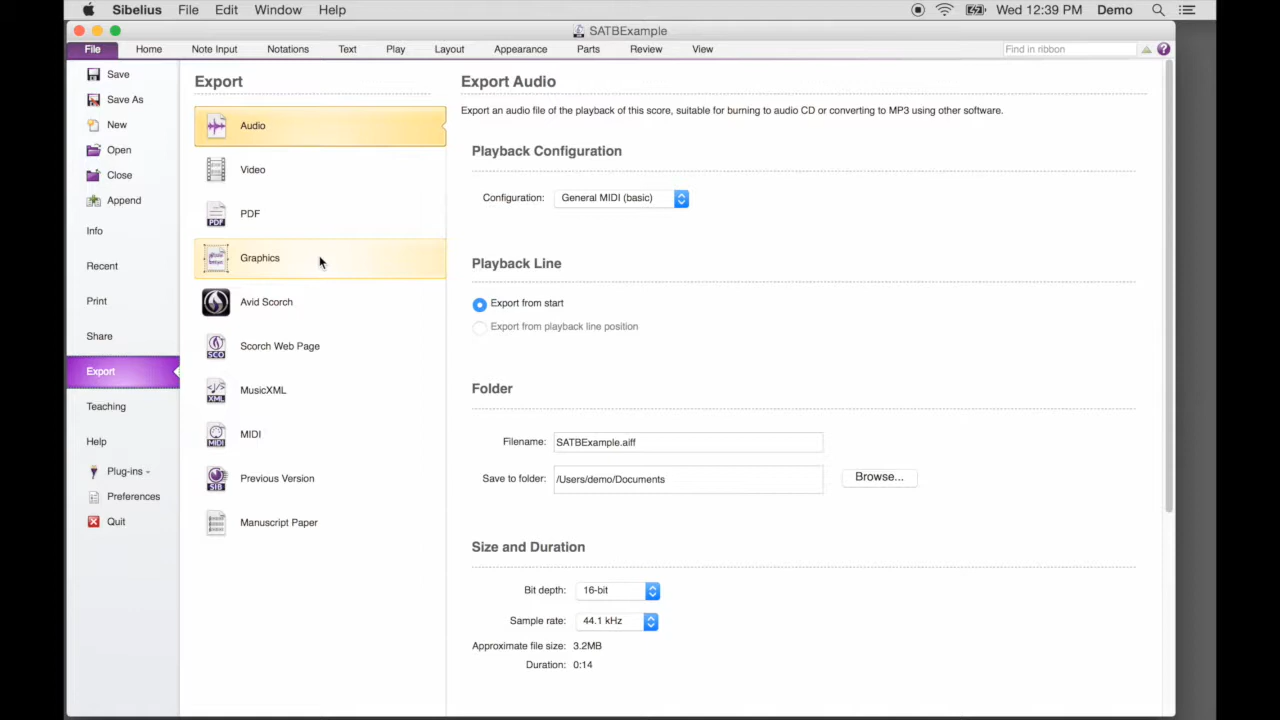 Sibelius File Edit Window Help Wed 12:39 PM Demo
SATBExample
File Home Note Input Notations Text Play Layout Appearance Parts Review View Find in ribbon ?
Save
Save As
New
Open
Close
Append
Info
Recent
Print
Share
Export
Teaching
Help
Plug-ins
Preferences
Quit
Export
Audio
Video
PDF
PDF
Graphics
Avid Scorch
SCO
Scorch Web Page
XML
MusicXML
MIDI
MIDI
SIB
Previous Version
Manuscript Paper
Export Audio
Export an audio file of the playback of this score, suitable for burning to audio CD or converting to MP3 using other software.
Playback Configuration
Configuration: General MIDI (basic)
Playback Line
Export from start
Export from playback line position
Folder
Filename: SATBExample.aiff
Save to folder: /Users/demo/Documents Browse...
Size and Duration
Bit depth: 16-bit
Sample rate: 44.1 kHz
Approximate file size: 3.2MB
Duration: 0:14